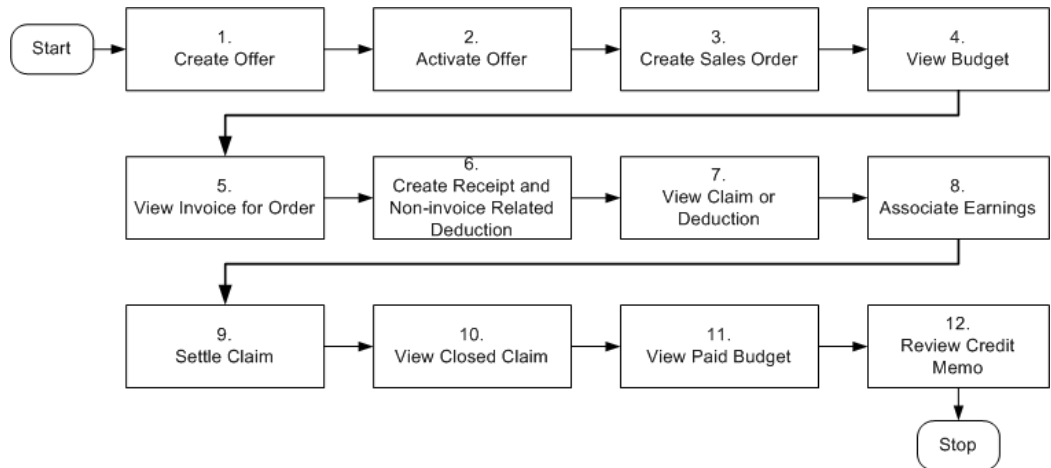 Start
1.
Create Offer
2.
Activate Offer
3.
Create Sales Order
4.
View Budget
5.
View Invoice for Order
6.
Create Receipt and
Non-invoice Related
Deduction
7.
View Claim or
Deduction
8.
Associate Earnings
9.
Settle Claim
10.
View Closed Claim
11.
View Paid Budget
12.
Review Credit
Memo
Stop